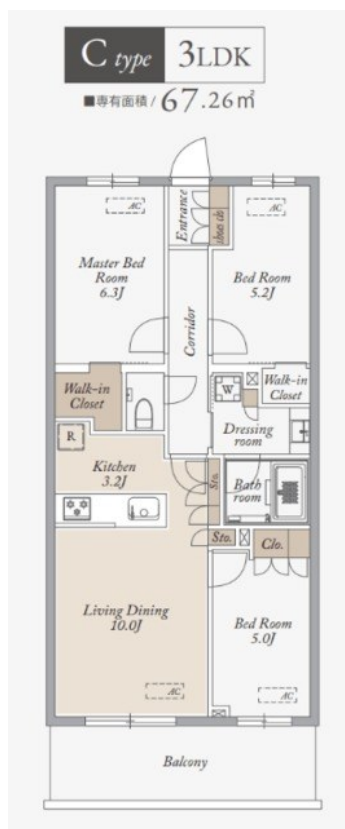 C type 3LDK
■専有面積/67.26㎡
AC
AC
Entrance
sb cup
Master Bed
Room
6.3J
Bed Room
5.2J
Corridor
Walk-in
Closet
W
Walk-in
Closet
Dressing
room
R
Kitchen
3.2J
Sto.
Bath
room
Sto.
Clo.
Living Dining
10.0J
Bed Room
5.0J
AC
AC
Balcony